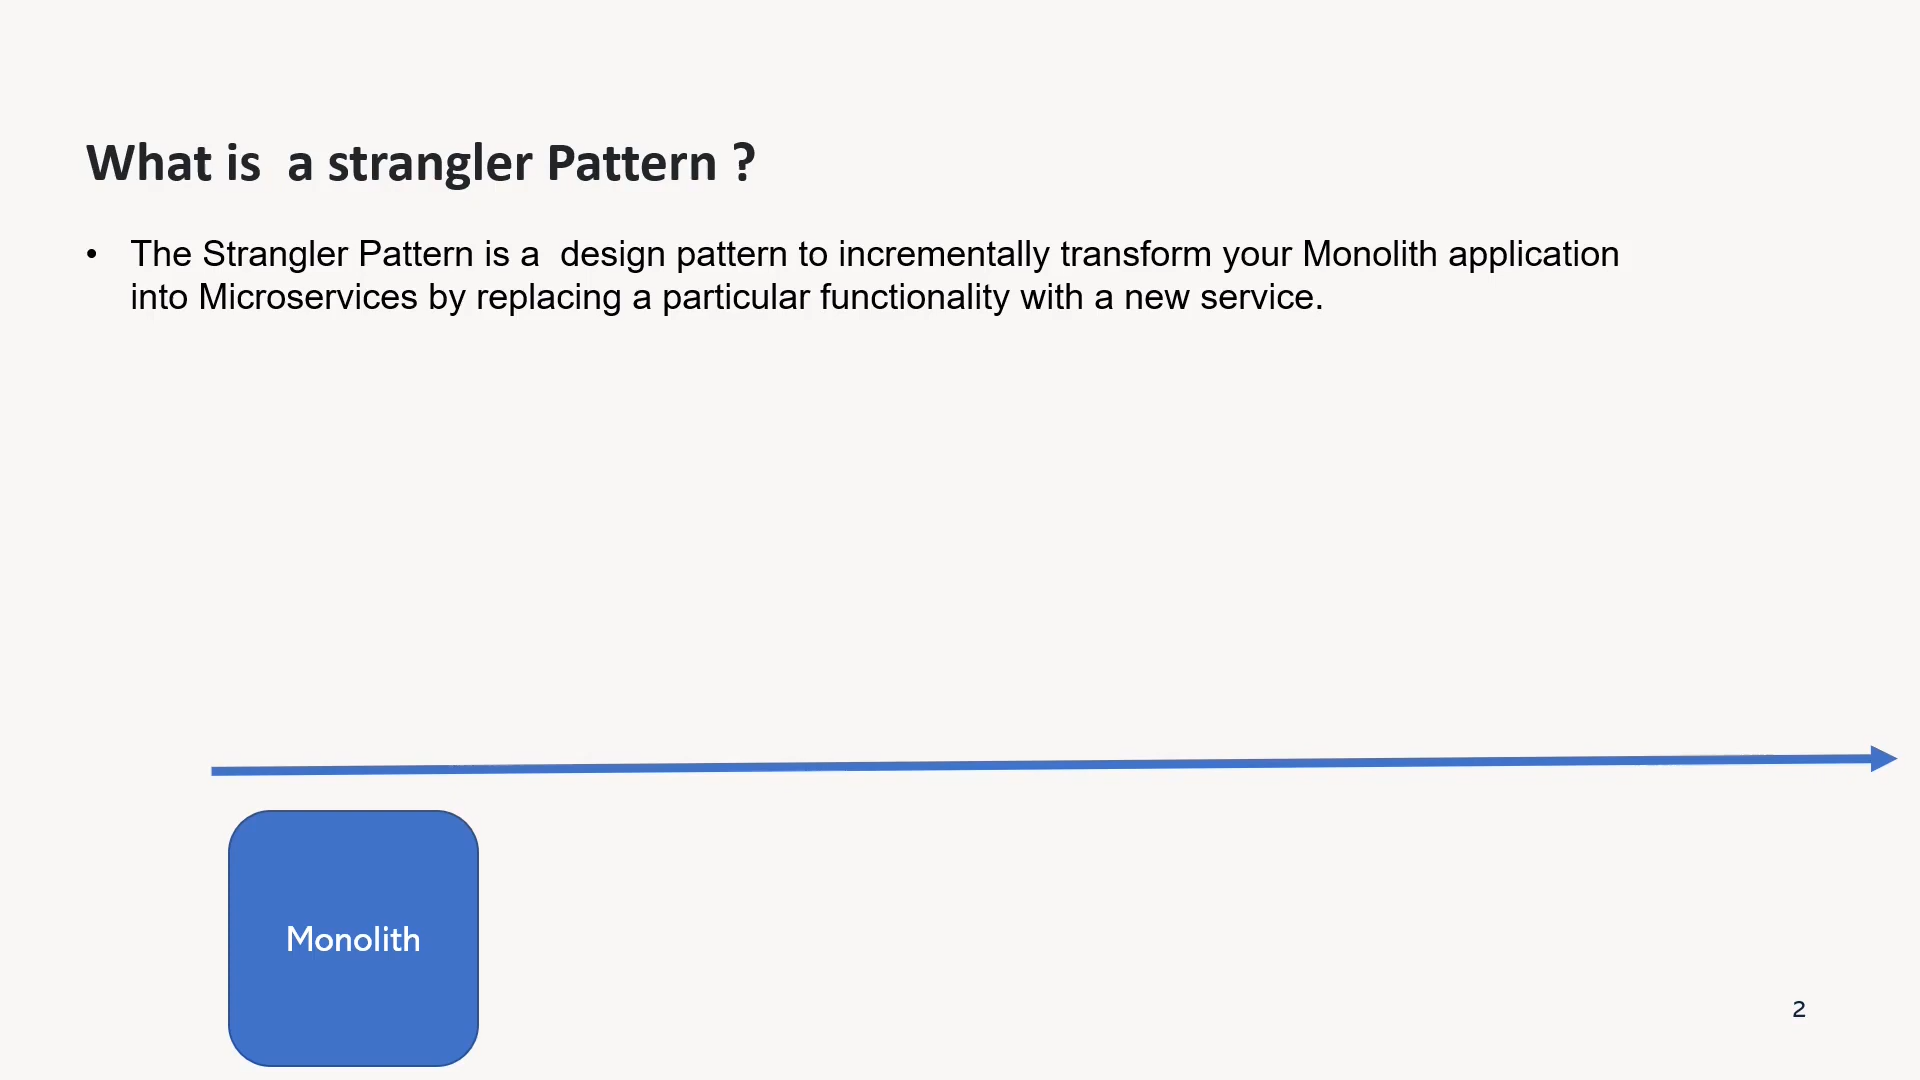 What is  a strangler Pattern ?
• The Strangler Pattern is a  design pattern to incrementally transform your Monolith application
into Microservices by replacing a particular functionality with a new service.
Monolith
2